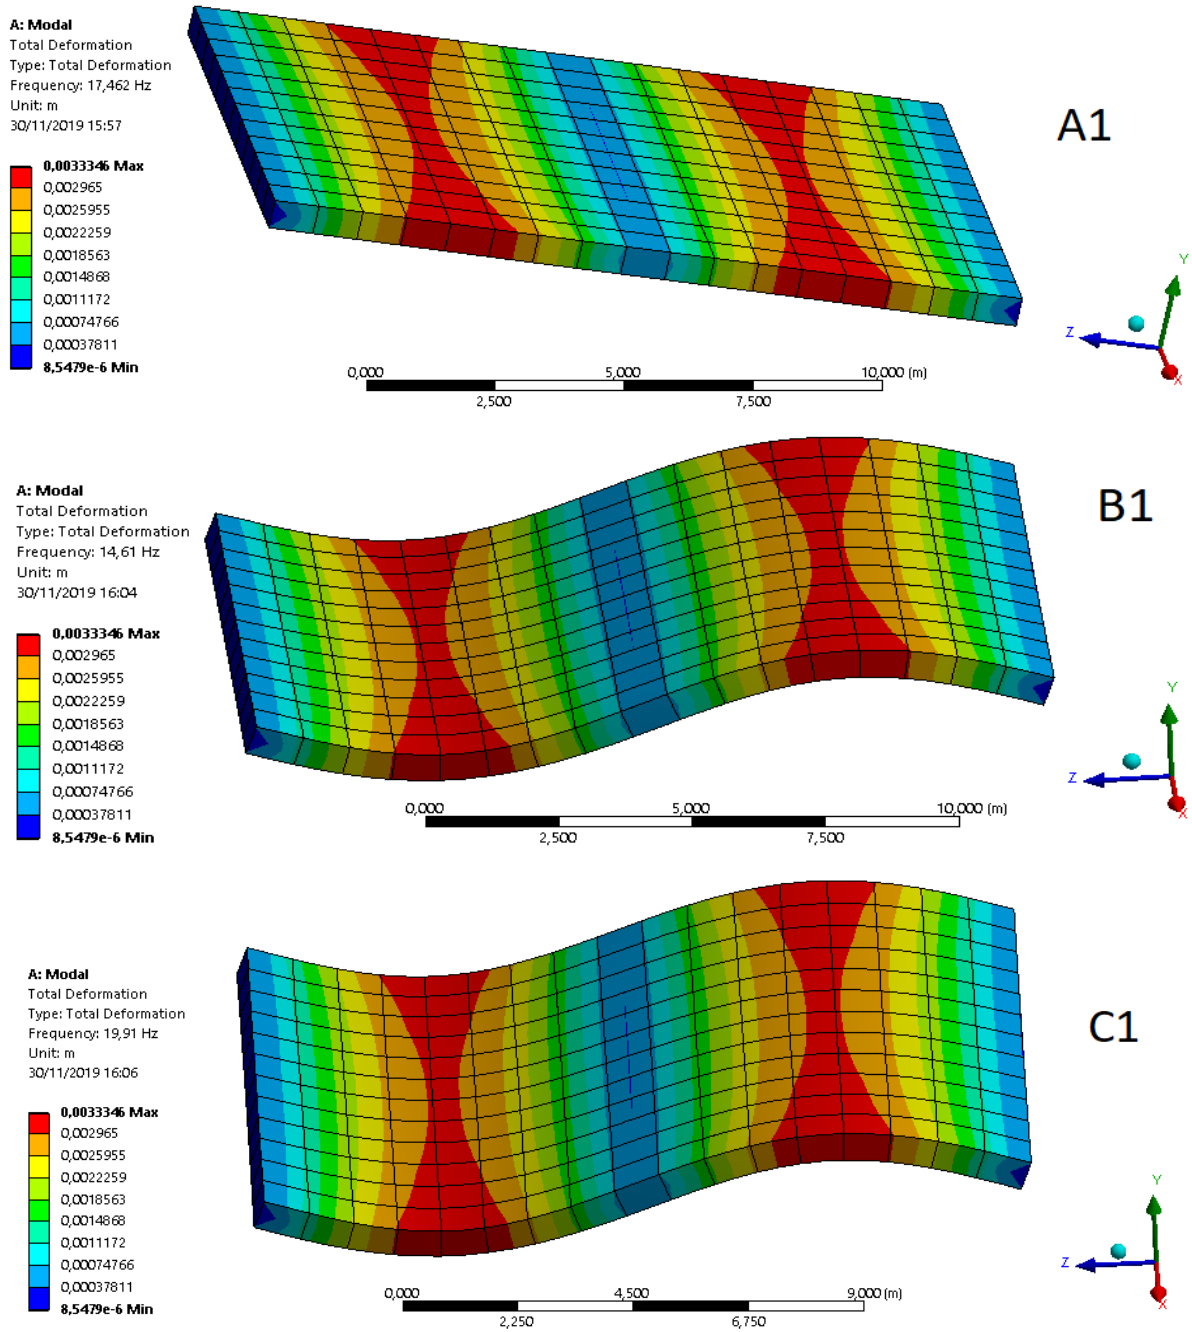 A: Modal
Total Deformation
Type: Total Deformation
Frequency: 17,462 Hz
Unit: m
30/11/2019 15:57
0,0033346 Max
0,002965
0,0025955
0,0022259
0,0018563
0,0014868
0,0011172
0,00074766
0,00037811
8,5479e-6 Min
A1
Y
Z
X
0,000 5,000 10,000 (m)
2,500 7,500
A: Modal
Total Deformation
Type: Total Deformation
Frequency: 14,61 Hz
Unit: m
30/11/2019 16:04
0,0033346 Max
0,002965
0,0025955
0,0022259
0,0018563
0,0014868
0,0011172
0,00074766
0,00037811
8,5479e-6 Min
B1
Y
Z
X
0,000 5,000 10,000 (m)
2,500 7,500
A: Modal
Total Deformation
Type: Total Deformation
Frequency: 19,91 Hz
Unit: m
30/11/2019 16:06
0,0033346 Max
0,002965
0,0025955
0,0022259
0,0018563
0,0014868
0,0011172
0,00074766
0,00037811
8,5479e-6 Min
C1
Y
Z
X
0,000 4,500 9,000 (m)
2,250 6,750